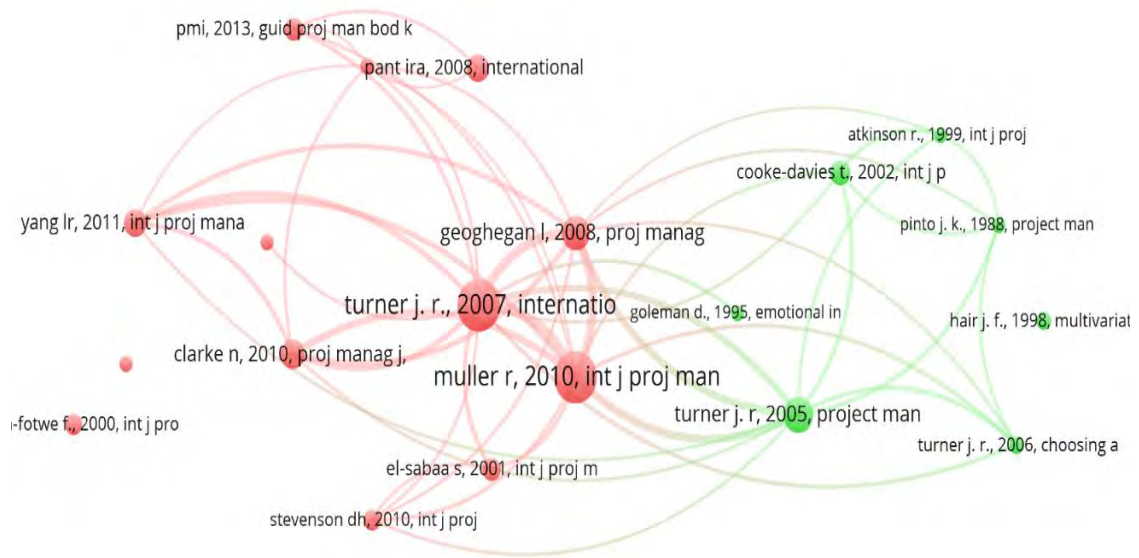 pmi, 2013, guid proj man bod k
pant ira, 2008, international
atkinson r., 1999, int j proj
cooke-davies t., 2002, int j p
yang lr, 2011, int j proj mana
geoghegan l, 2008, proj manag
pinto j. k., 1988, project man
turner j. r., 2007, internatio
goleman d., 1995, emotional in
hair j. f., 1998, multivariat
clarke n, 2010, proj manag j,
muller r, 2010, int j proj man
turner j. r, 2005, project man
-fotwe f., 2000, int j pro
turner j. r., 2006, choosing a
el-sabaa s, 2001, int j proj m
stevenson dh, 2010, int j proj